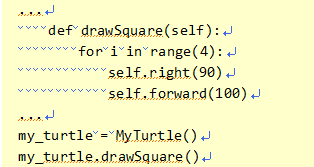 ...
    def drawSquare(self):
        for i in range(4):
            self.right(90)
            self.forward(100)
...
my_turtle = MyTurtle()
my_turtle.drawSquare()